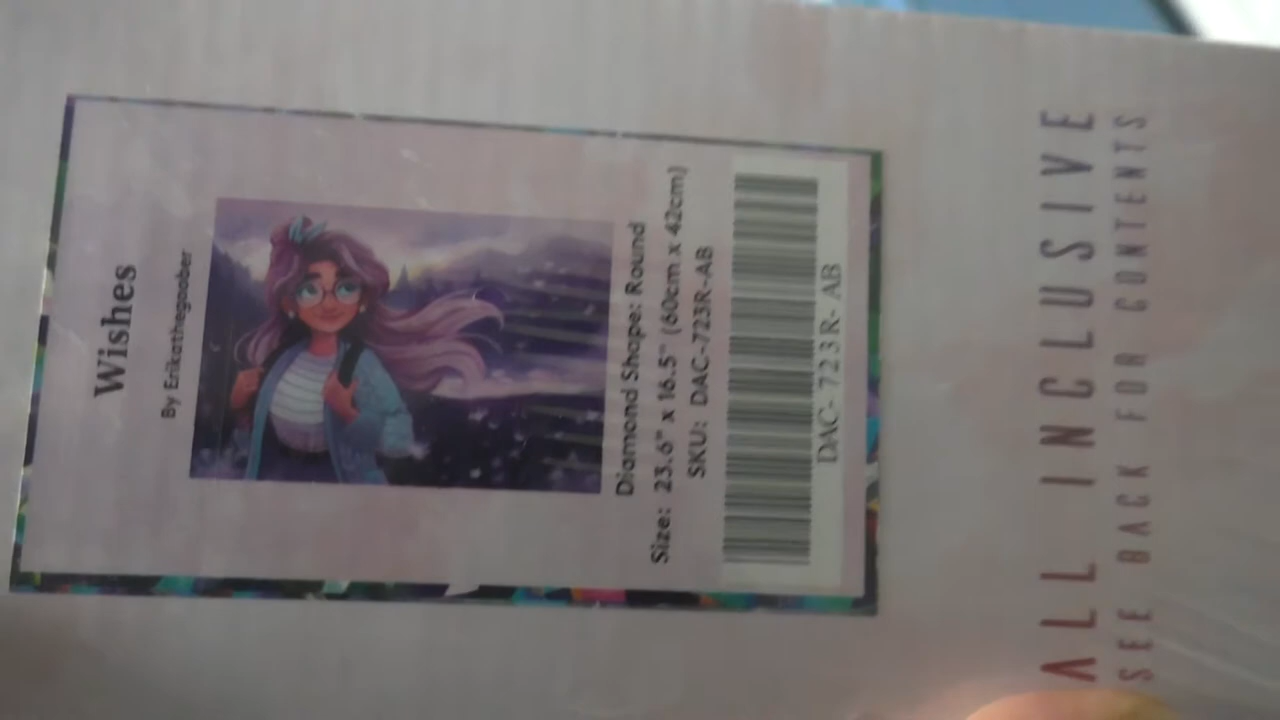 Wishes
By Erikathegoober
Diamond Shape: Round
Size: 23.6" x 16.5" (60cm x 42cm)
SKU: DAC-723R-AB
DAC-723R-AB
ALL INCLUSIVE
SEE BACK FOR CONTENTS